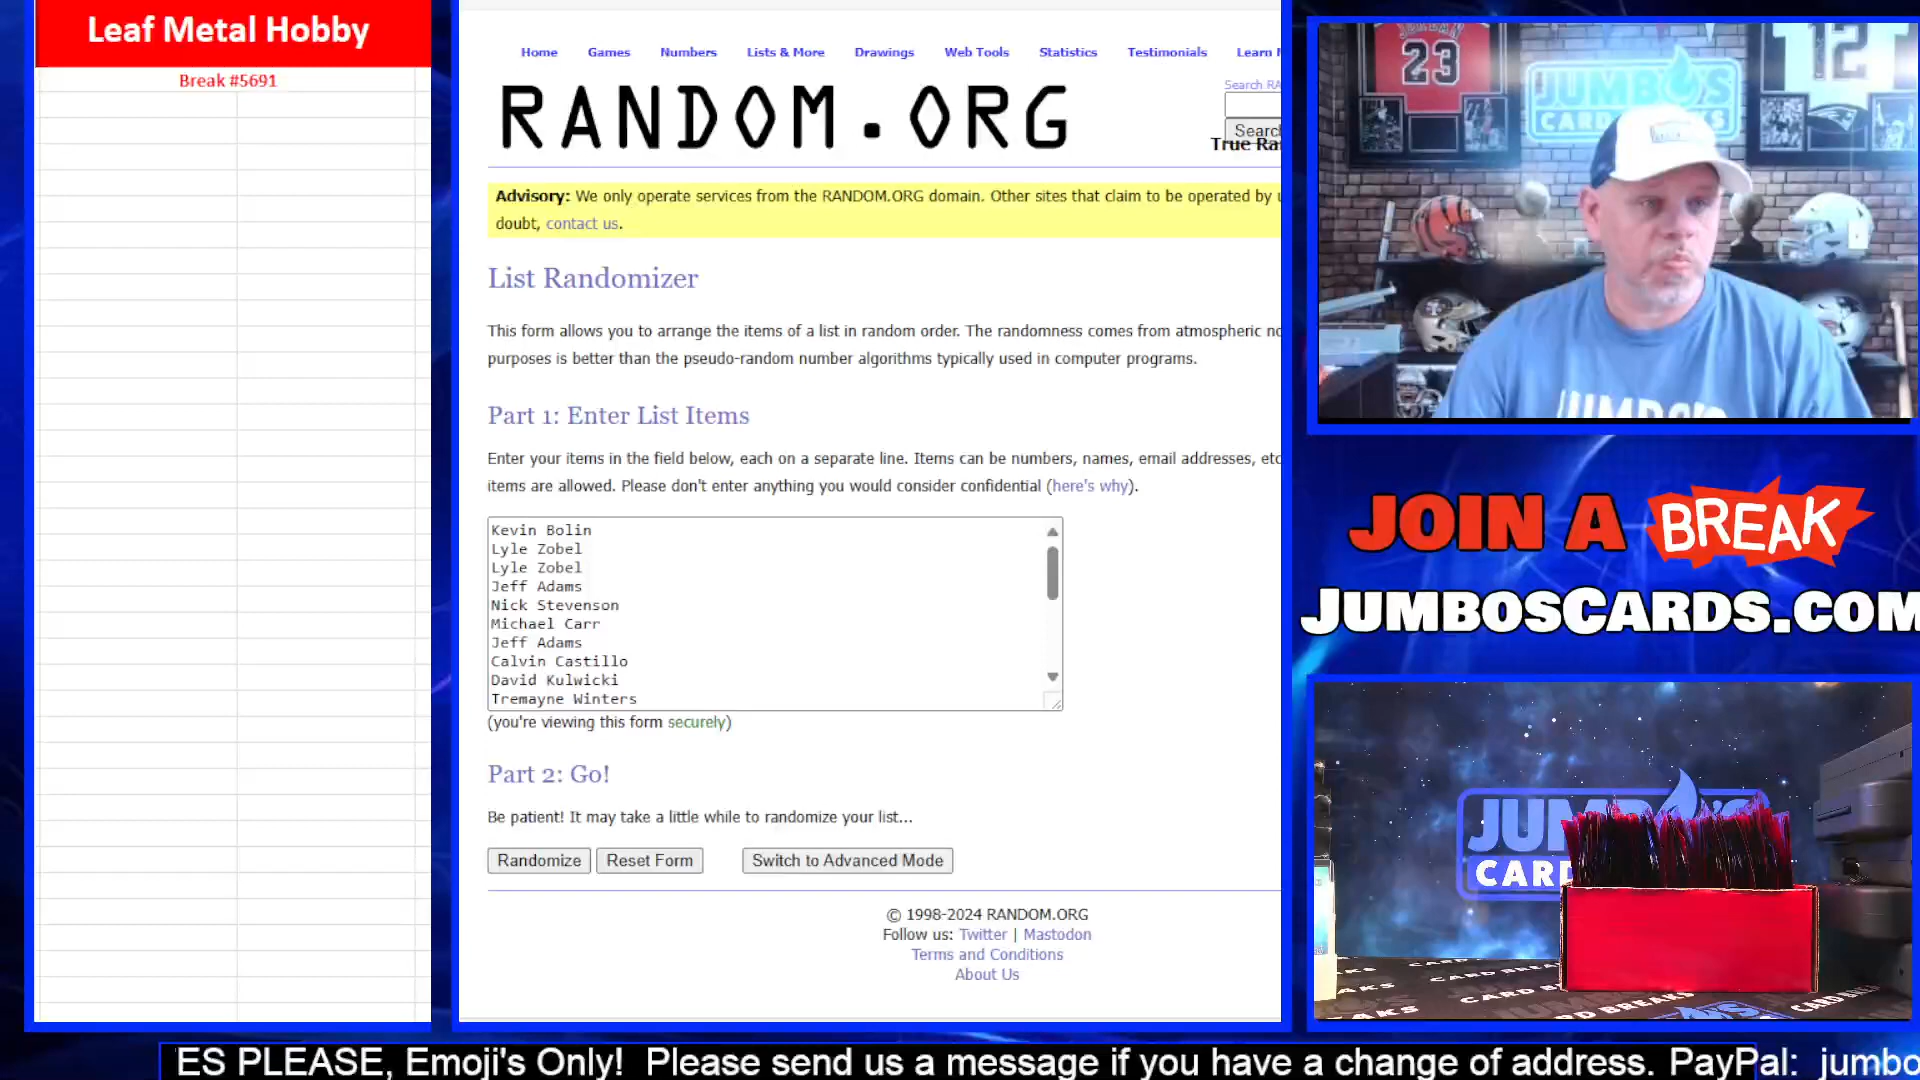 Leaf Metal Hobby
Break #5691
Home Games Numbers Lists & More Drawings Web Tools Statistics Testimonials Learn
RANDOM.ORG
Search
Search
True
Advisory: We only operate services from the RANDOM.ORG domain. Other sites that claim to be operated by
doubt, contact us.
List Randomizer
This form allows you to arrange the items of a list in random order. The randomness comes from atmospheric
purposes is better than the pseudo-random number algorithms typically used in computer programs.
Part 1: Enter List Items
Enter your items in the field below, each on a separate line. Items can be numbers, names, email addresses, etc
items are allowed. Please don't enter anything you would consider confidential (here's why).
Kevin Bolin
Lyle Zobel
Lyle Zobel
Jeff Adams
Nick Stevenson
Michael Carr
Jeff Adams
Calvin Castillo
David Kulwicki
Tremayne Winters
(you're viewing this form securely)
Part 2: Go!
Be patient! It may take a little while to randomize your list...
Randomize Reset Form Switch to Advanced Mode
© 1998-2024 RANDOM.ORG
Follow us: Twitter | Mastodon
Terms and Conditions
About Us
JORDAN
23
12
JUMBO'S
JOIN A BREAK
JUMBOSCARDS.COM
ES PLEASE, Emoji's Only! Please send us a message if you have a change of address. PayPal: jumbo